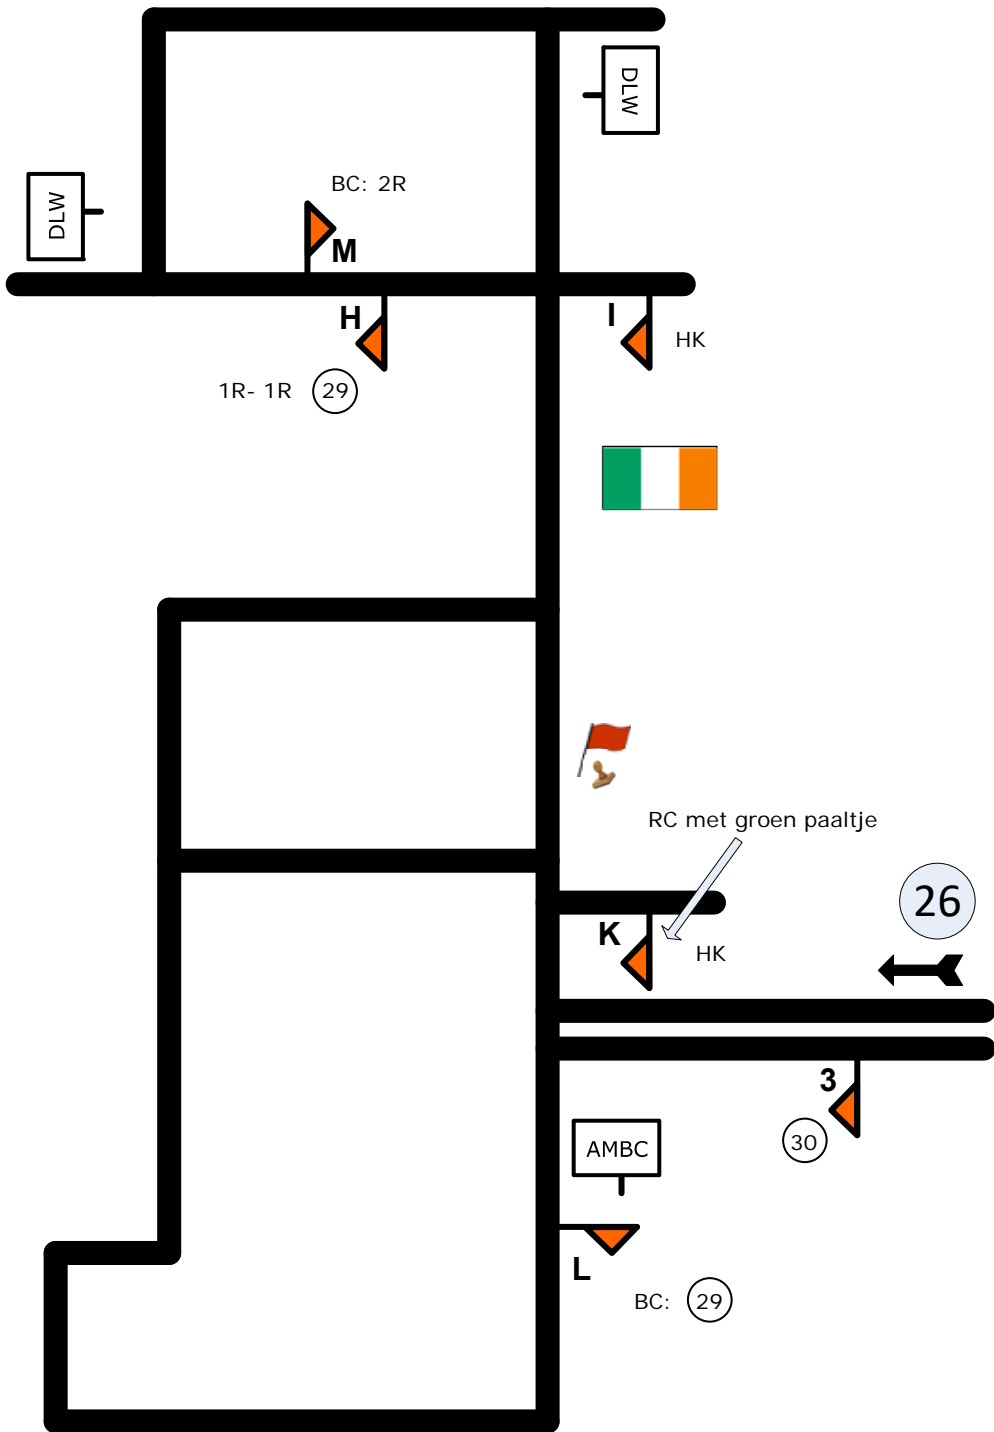 DLW
DLW
BC: 2R
M
H
I
HK
1R- 1R 29
RC met groen paaltje
26
K
HK
3
30
AMBC
L
BC: 29